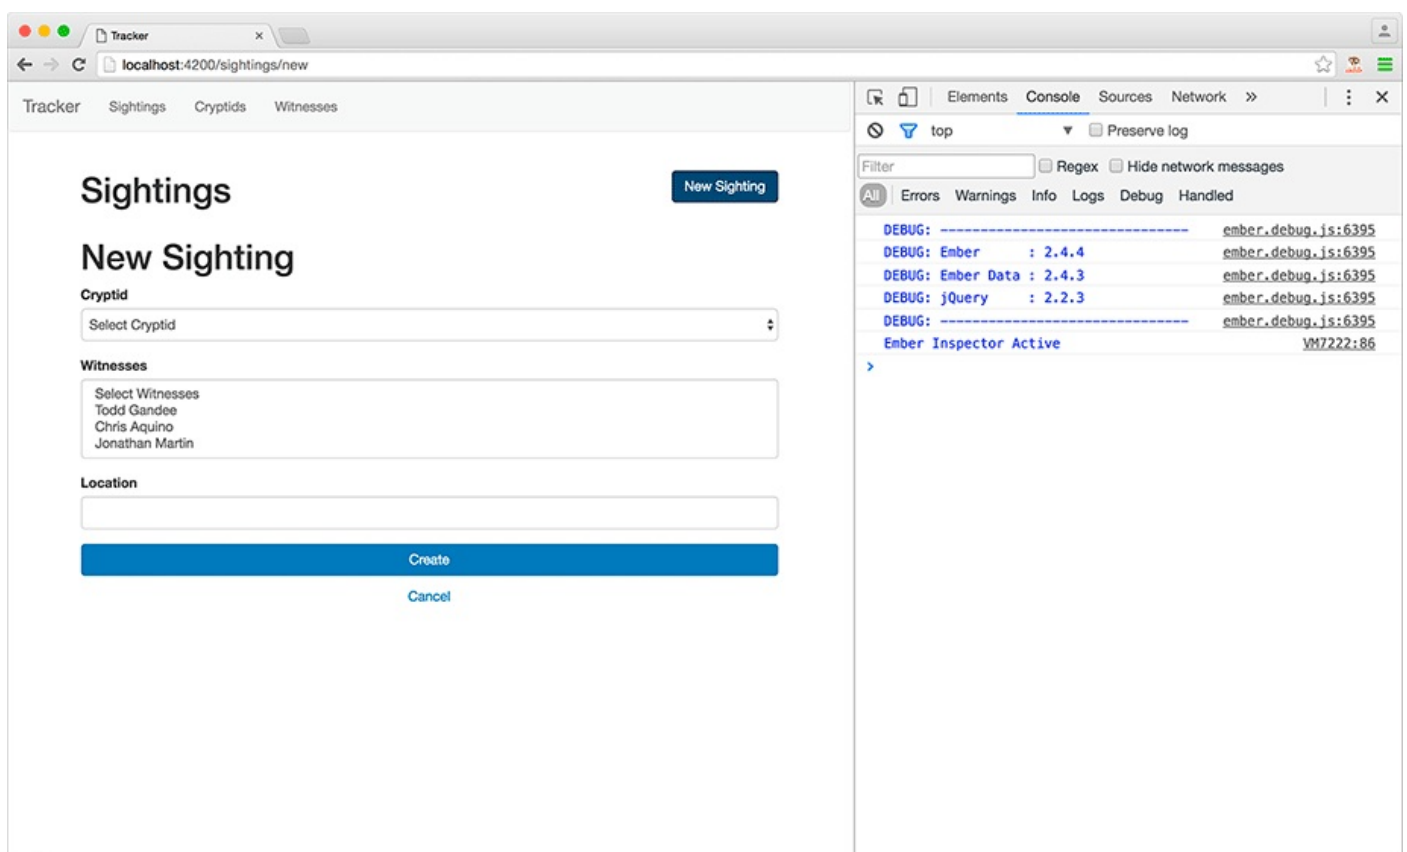 Tracker
localhost:4200/sightings/new
Tracker Sightings Cryptids Witnesses
Sightings
New Sighting
New Sighting
Cryptid
Select Cryptid
Witnesses
Select Witnesses
Todd Gandee
Chris Aquino
Jonathan Martin
Location
Create
Cancel
Elements Console Sources Network »
top Preserve log
Filter Regex Hide network messages
All Errors Warnings Info Logs Debug Handled
DEBUG: ------------------------------- ember.debug.js:6395
DEBUG: Ember : 2.4.4 ember.debug.js:6395
DEBUG: Ember Data : 2.4.3 ember.debug.js:6395
DEBUG: jQuery : 2.2.3 ember.debug.js:6395
DEBUG: ------------------------------- ember.debug.js:6395
Ember Inspector Active VM7222:86
>